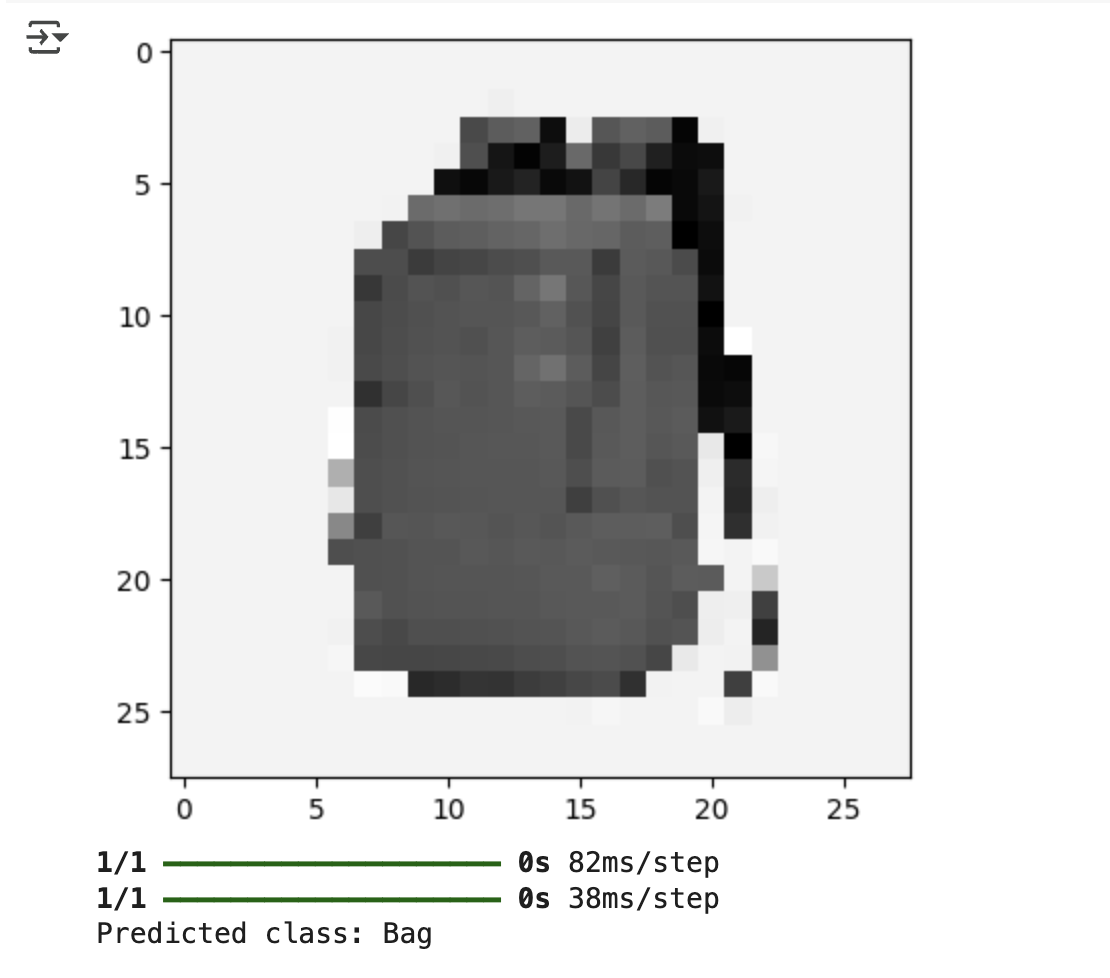 0
5
10
15
20
25
0 5 10 15 20 25
1/1 ━━━━━━━━━━━━━━━━━━━━ 0s 82ms/step
1/1 ━━━━━━━━━━━━━━━━━━━━ 0s 38ms/step
Predicted class: Bag